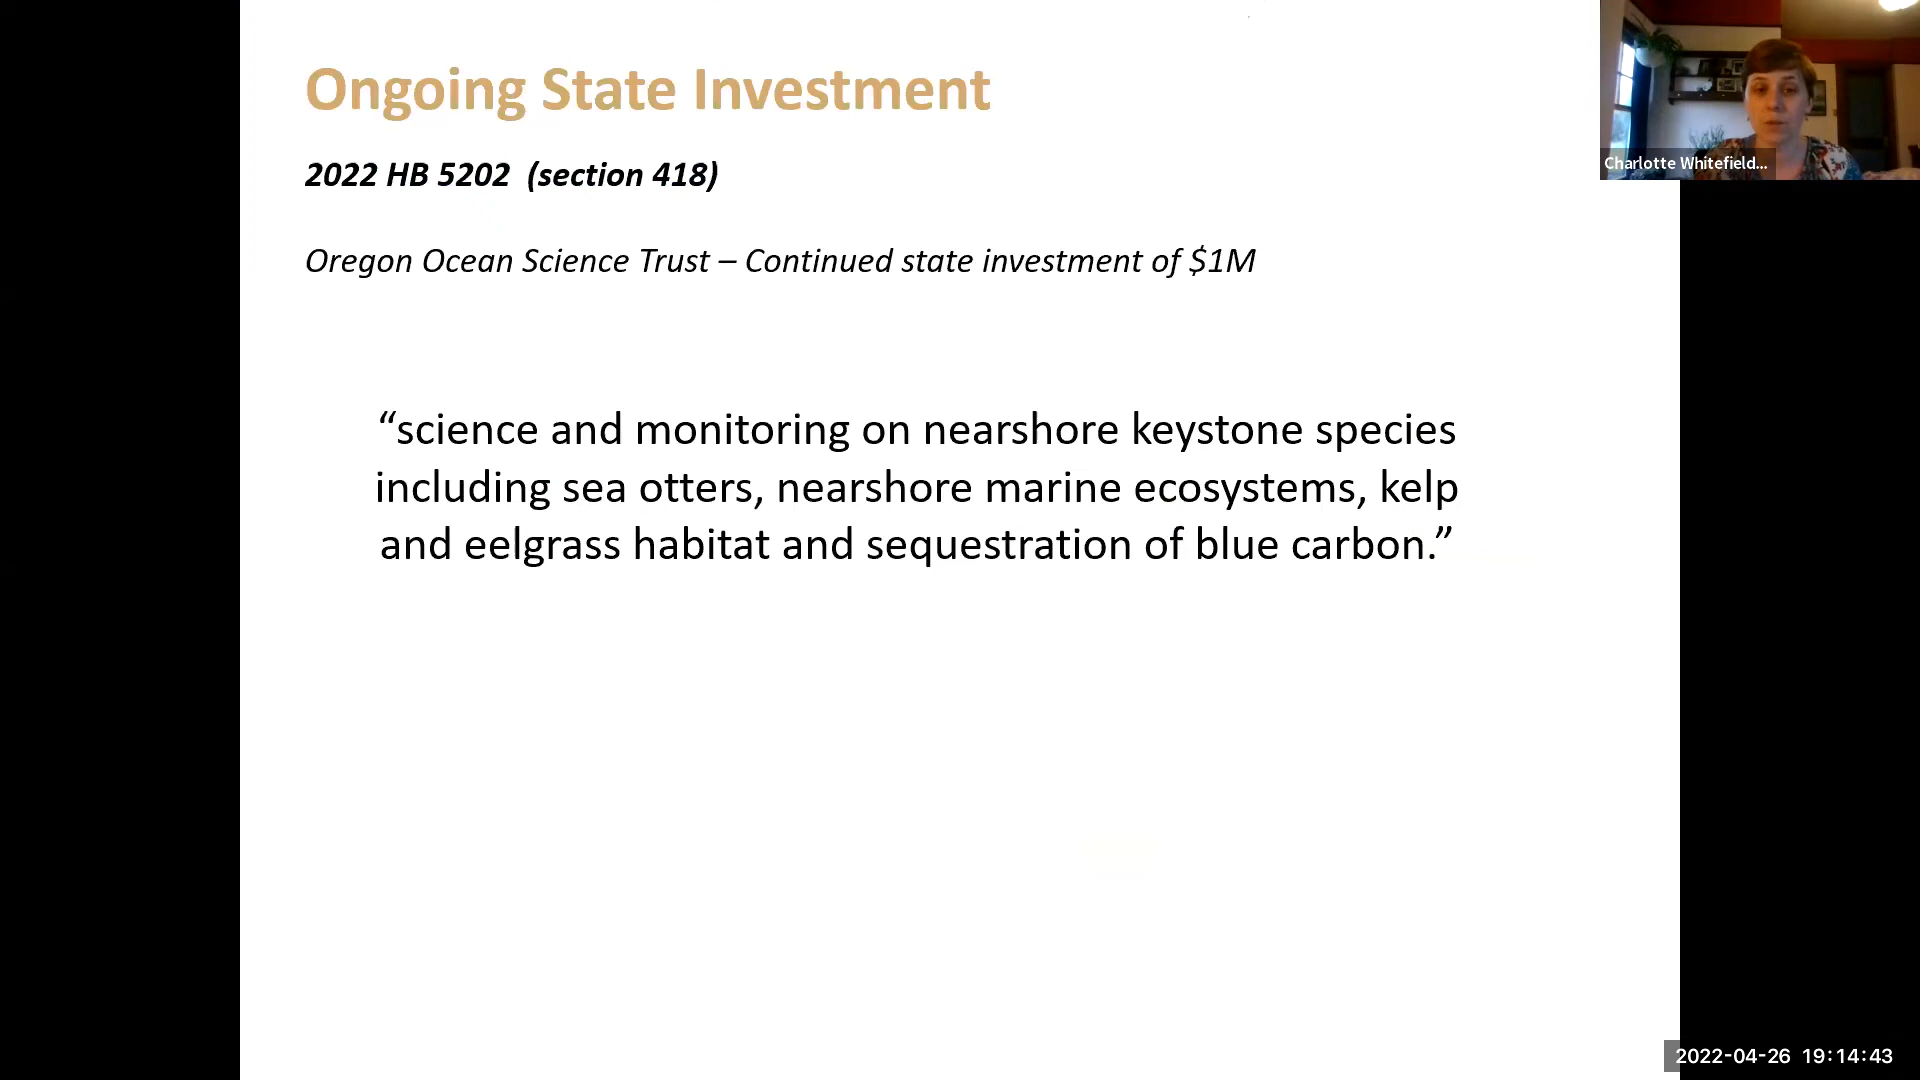 Ongoing State Investment
2022 HB 5202 (section 418)
Oregon Ocean Science Trust – Continued state investment of $1M
“science and monitoring on nearshore keystone species
including sea otters, nearshore marine ecosystems, kelp
and eelgrass habitat and sequestration of blue carbon.”
Charlotte Whitefield...
2022-04-26 19:14:43